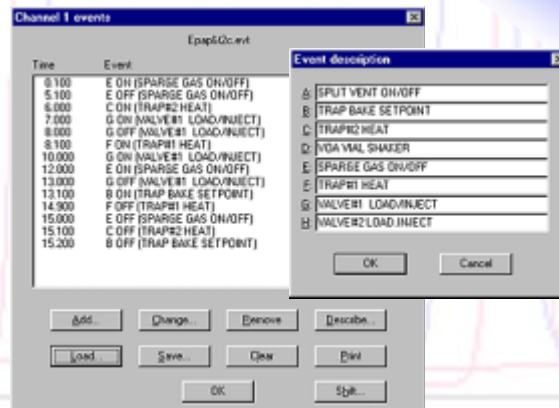 Channel 1 events
Epap&t2c.evt
Time Event
0.100 E ON (SPARGE GAS ON/OFF)
5.100 E OFF (SPARGE GAS ON/OFF)
6.000 C ON (TRAP#2 HEAT)
7.000 G ON (VALVE#1 LOAD/INJECT)
8.000 G OFF (VALVE#1 LOAD/INJECT)
8.100 F ON (TRAP#1 HEAT)
10.000 G ON (VALVE#1 LOAD/INJECT)
12.000 E ON (SPARGE GAS ON/OFF)
13.000 G OFF (VALVE#1 LOAD/INJECT)
13.100 B ON (TRAP BAKE SETPOINT)
14.900 F OFF (TRAP#1 HEAT)
15.000 E OFF (SPARGE GAS ON/OFF)
15.100 C OFF (TRAP#2 HEAT)
15.200 B OFF (TRAP BAKE SETPOINT)
Add... Change... Remove Describe...
Load... Save... Clear Print
OK Shift...
Event description
A: SPLIT VENT ON/OFF
B: TRAP BAKE SETPOINT
C: TRAP#2 HEAT
D: VOA VIAL SHAKER
E: SPARGE GAS ON/OFF
F: TRAP#1 HEAT
G: VALVE#1 LOAD/INJECT
H: VALVE#2 LOAD.INJECT
OK Cancel